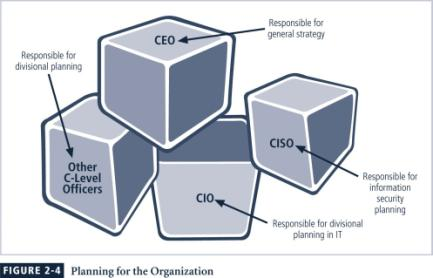 CEO
Responsible for
general strategy
Responsible for
divisional planning
Other
C-Level
Officers
CISO
Responsible for
information
security
planning
CIO
Responsible for divisional
planning in IT
FIGURE 2-4 Planning for the Organization